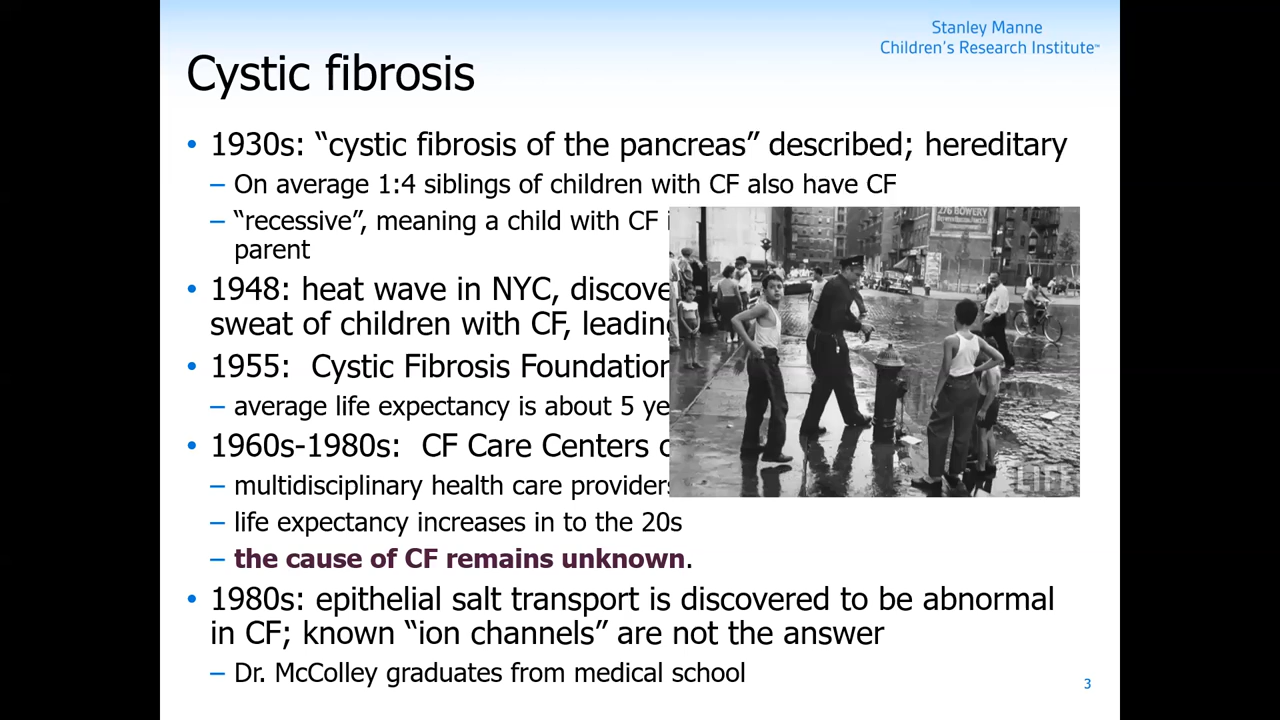 Stanley Manne
Children's Research Institute™
Cystic fibrosis
• 1930s: “cystic fibrosis of the pancreas” described; hereditary
– On average 1:4 siblings of children with CF also have CF
– “recessive”, meaning a child with CF
parent
• 1948: heat wave in NYC, discove
sweat of children with CF, leading
• 1955: Cystic Fibrosis Foundation
– average life expectancy is about 5 ye
• 1960s-1980s: CF Care Centers
– multidisciplinary health care providers
– life expectancy increases in to the 20s
– the cause of CF remains unknown.
• 1980s: epithelial salt transport is discovered to be abnormal
in CF; known “ion channels” are not the answer
– Dr. McColley graduates from medical school
276 BOWERY
LIFE
3